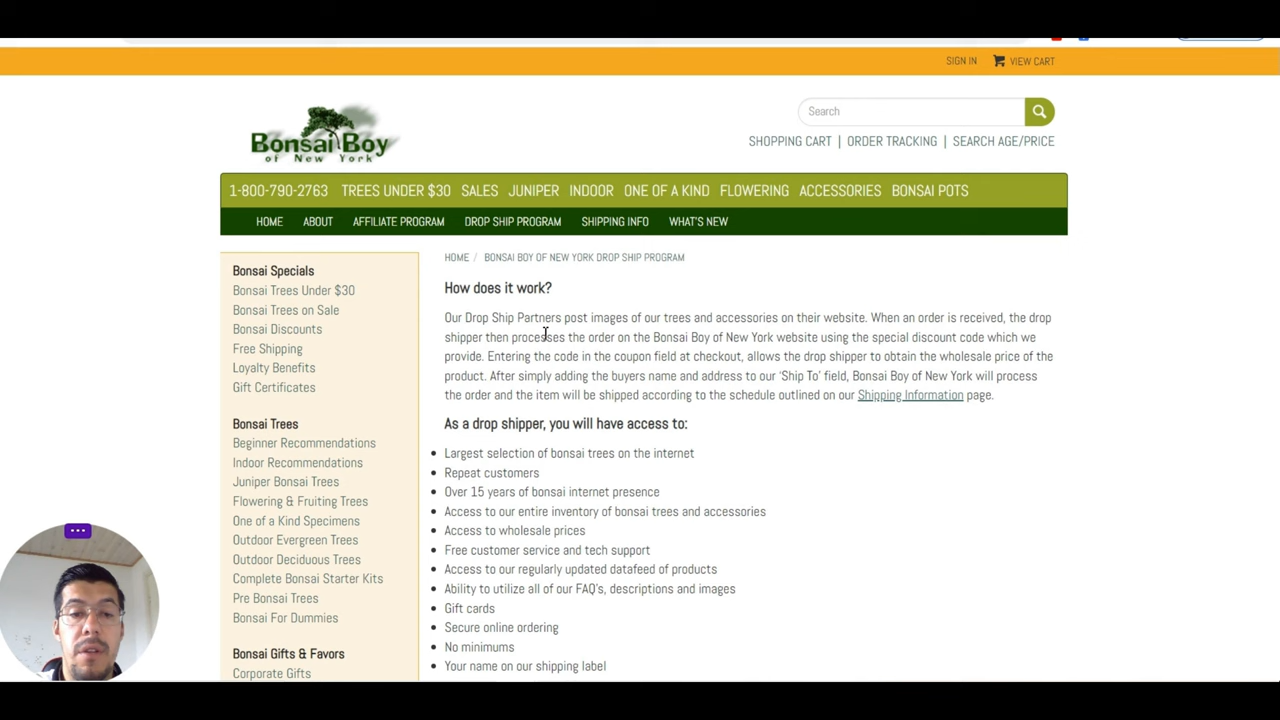 SIGN IN VIEW CART
Bonsai Boy
of New York
Search
SHOPPING CART | ORDER TRACKING | SEARCH AGE/PRICE
1-800-790-2763 TREES UNDER $30 SALES JUNIPER INDOOR ONE OF A KIND FLOWERING ACCESSORIES BONSAI POTS
HOME ABOUT AFFILIATE PROGRAM DROP SHIP PROGRAM SHIPPING INFO WHAT'S NEW
Bonsai Specials
Bonsai Trees Under $30
Bonsai Trees on Sale
Bonsai Discounts
Free Shipping
Loyalty Benefits
Gift Certificates
Bonsai Trees
Beginner Recommendations
Indoor Recommendations
Juniper Bonsai Trees
Flowering & Fruiting Trees
One of a Kind Specimens
Outdoor Evergreen Trees
Outdoor Deciduous Trees
Complete Bonsai Starter Kits
Pre Bonsai Trees
Bonsai For Dummies
Bonsai Gifts & Favors
Corporate Gifts
HOME / BONSAI BOY OF NEW YORK DROP SHIP PROGRAM
How does it work?
Our Drop Ship Partners post images of our trees and accessories on their website. When an order is received, the drop
shipper then processes the order on the Bonsai Boy of New York website using the special discount code which we
provide. Entering the code in the coupon field at checkout, allows the drop shipper to obtain the wholesale price of the
product. After simply adding the buyers name and address to our 'Ship To' field, Bonsai Boy of New York will process
the order and the item will be shipped according to the schedule outlined on our Shipping Information page.
As a drop shipper, you will have access to:
• Largest selection of bonsai trees on the internet
• Repeat customers
• Over 15 years of bonsai internet presence
• Access to our entire inventory of bonsai trees and accessories
• Access to wholesale prices
• Free customer service and tech support
• Access to our regularly updated datafeed of products
• Ability to utilize all of our FAQ's, descriptions and images
• Gift cards
• Secure online ordering
• No minimums
• Your name on our shipping label